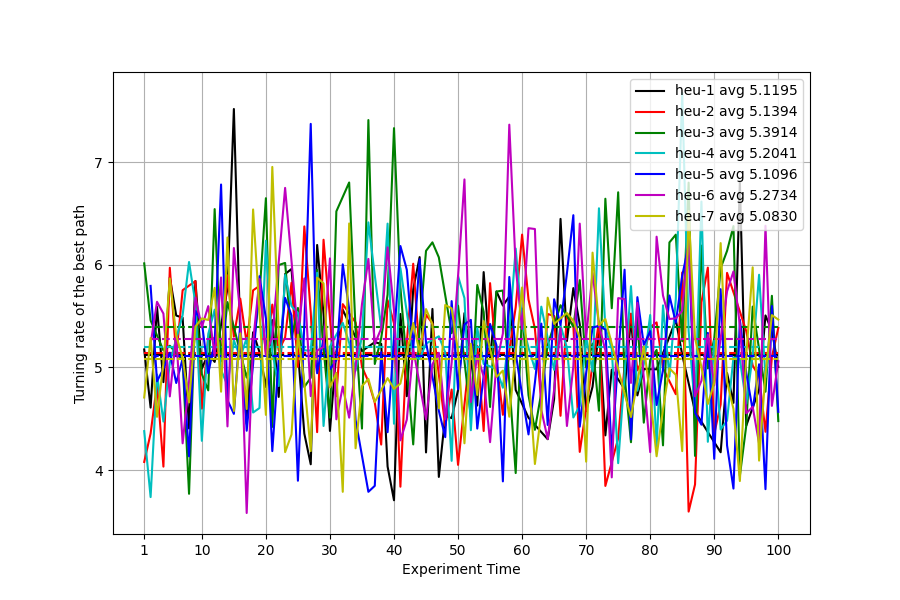 heu-1 avg 5.1195
heu-2 avg 5.1394
heu-3 avg 5.3914
heu-4 avg 5.2041
heu-5 avg 5.1096
heu-6 avg 5.2734
heu-7 avg 5.0830
7
6
5
4
Turning rate of the best path
1 10 20 30 40 50 60 70 80 90 100
Experiment Time